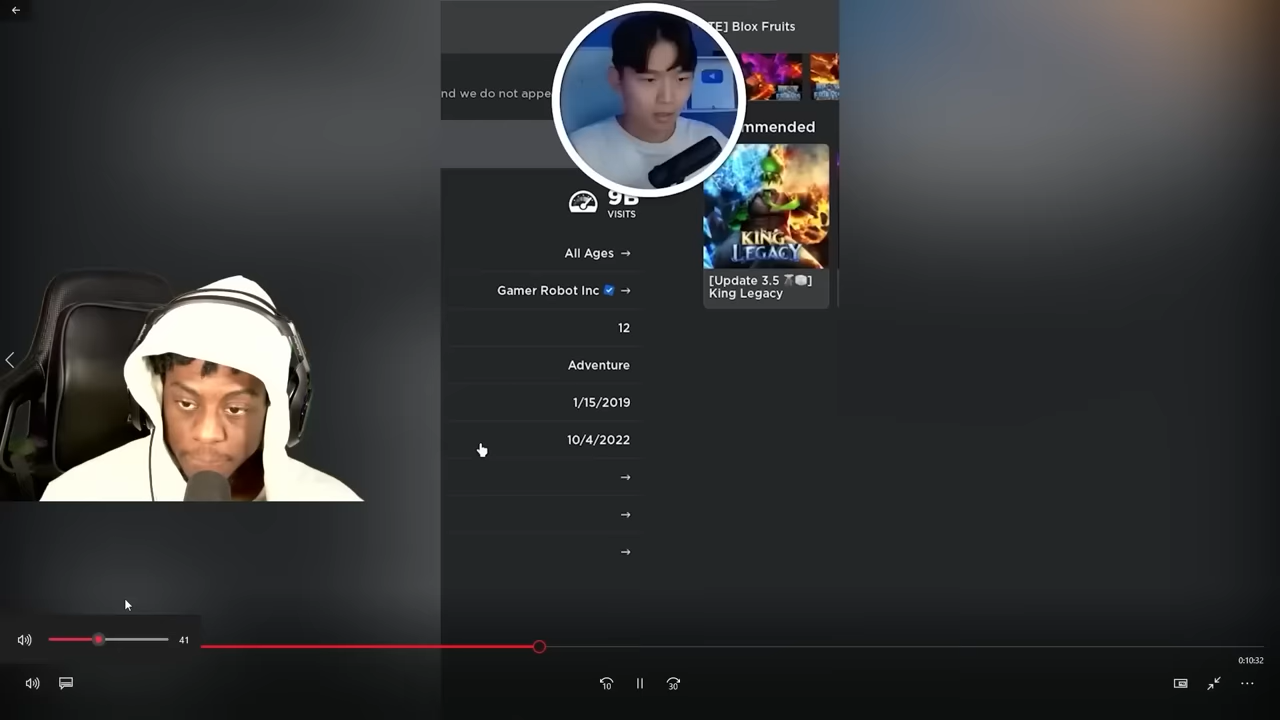 TE] Blox Fruits
nd we do not appe
mmended
9B
VISITS
All Ages →
KING
LEGACY
[Update 3.5 
King Legacy
Gamer Robot Inc →
12
Adventure
1/15/2019
10/4/2022
→
→
→
41
0:10:32
10
30